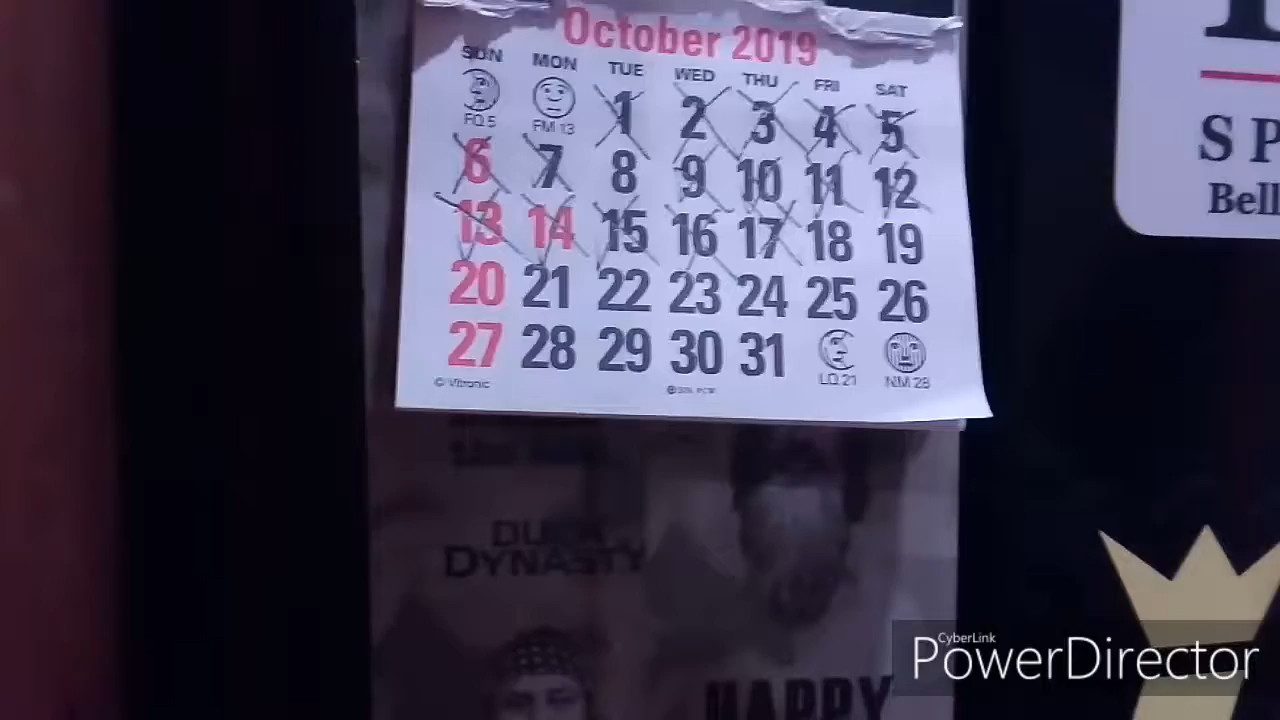 October 2019
SUN MON TUE WED THU FRI SAT
FQ 5 FM 13 1 2 3 4 5
6 7 8 9 10 11 12
13 14 15 16 17 18 19
20 21 22 23 24 25 26
27 28 29 30 31 LQ 21 NM 28
© Vitronic
SP
Bell
DUCK
DYNASTY
HAPPY
CyberLink
PowerDirector